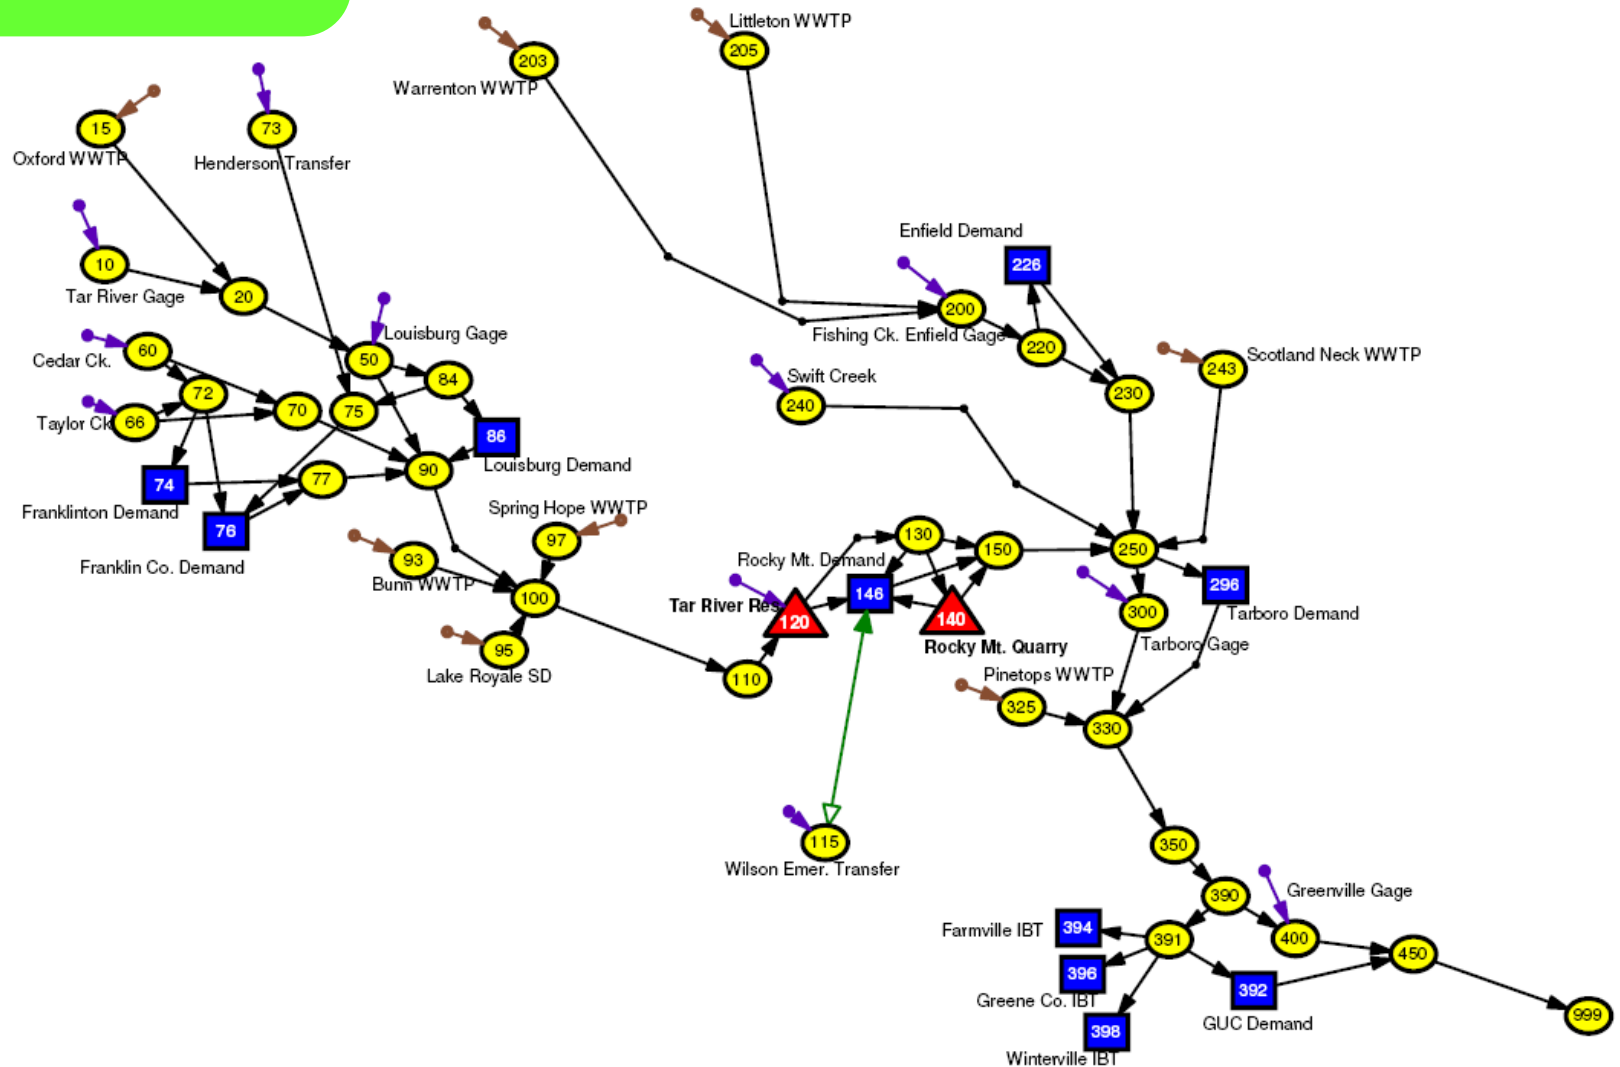 Littleton WWTP
205
203
Warrenton WWTP
15
Oxford WWTP
73
Henderson Transfer
Enfield Demand
226
10
Tar River Gage
20
200
Fishing Ck. Enfield Gage
220
Louisburg Gage
50
60
Cedar Ck.
84
72
70
75
66
Taylor Ck
86
Louisburg Demand
Swift Creek
240
230
243
Scotland Neck WWTP
90
77
74
Franklinton Demand
76
Franklin Co. Demand
Spring Hope WWTP
97
93
Bunn WWTP
100
95
Lake Royale SD
110
130
150
Rocky Mt. Demand
146
Tar River Res
120
140
Rocky Mt. Quarry
250
296
Tarboro Demand
300
Tarboro Gage
Pinetops WWTP
325
330
115
Wilson Emer. Transfer
350
390
Greenville Gage
Farmville IBT
394
391
400
450
396
Greene Co. IBT
392
GUC Demand
398
Winterville IBT
999